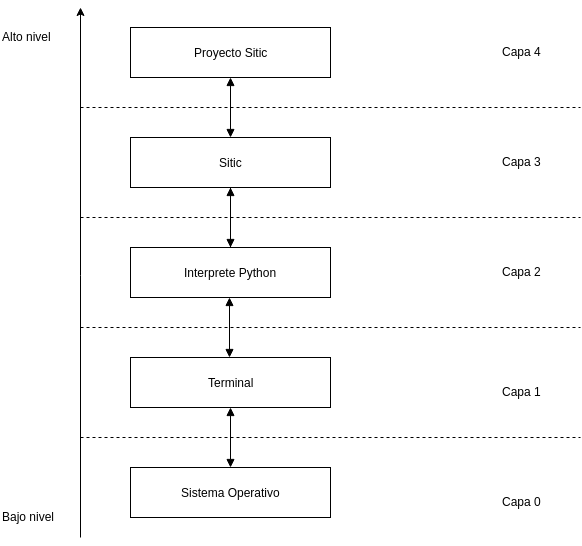 Alto nivel
Proyecto Sitic
Capa 4
Sitic
Capa 3
Interprete Python
Capa 2
Terminal
Capa 1
Sistema Operativo
Capa 0
Bajo nivel